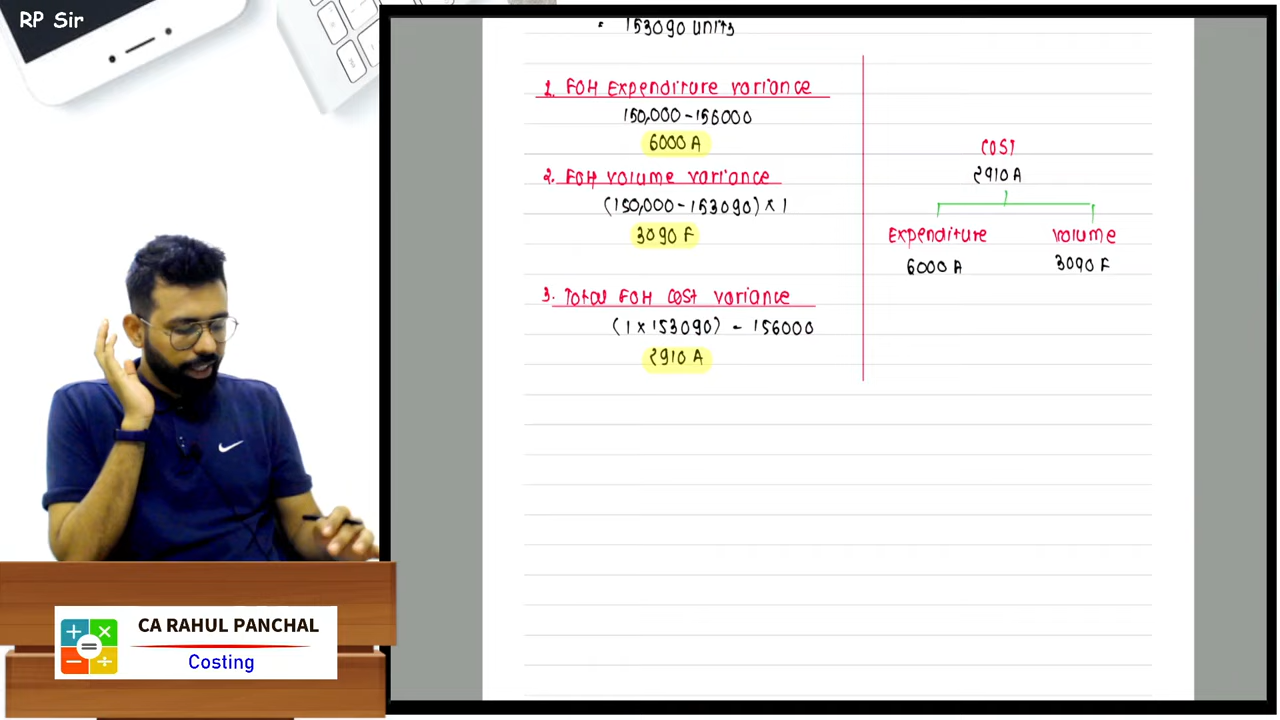 RP Sir
= 153090 units
1. FOH Expenditure variance
150,000 - 156000
6000 A
2. FOH volume variance
(150,000 - 153090) × 1
3090 F
3. Total FOH Cost variance
(1 × 153090) - 156000
2910 A
COST
2910 A
Expenditure volume
6000 A 3090 F
CA RAHUL PANCHAL
Costing